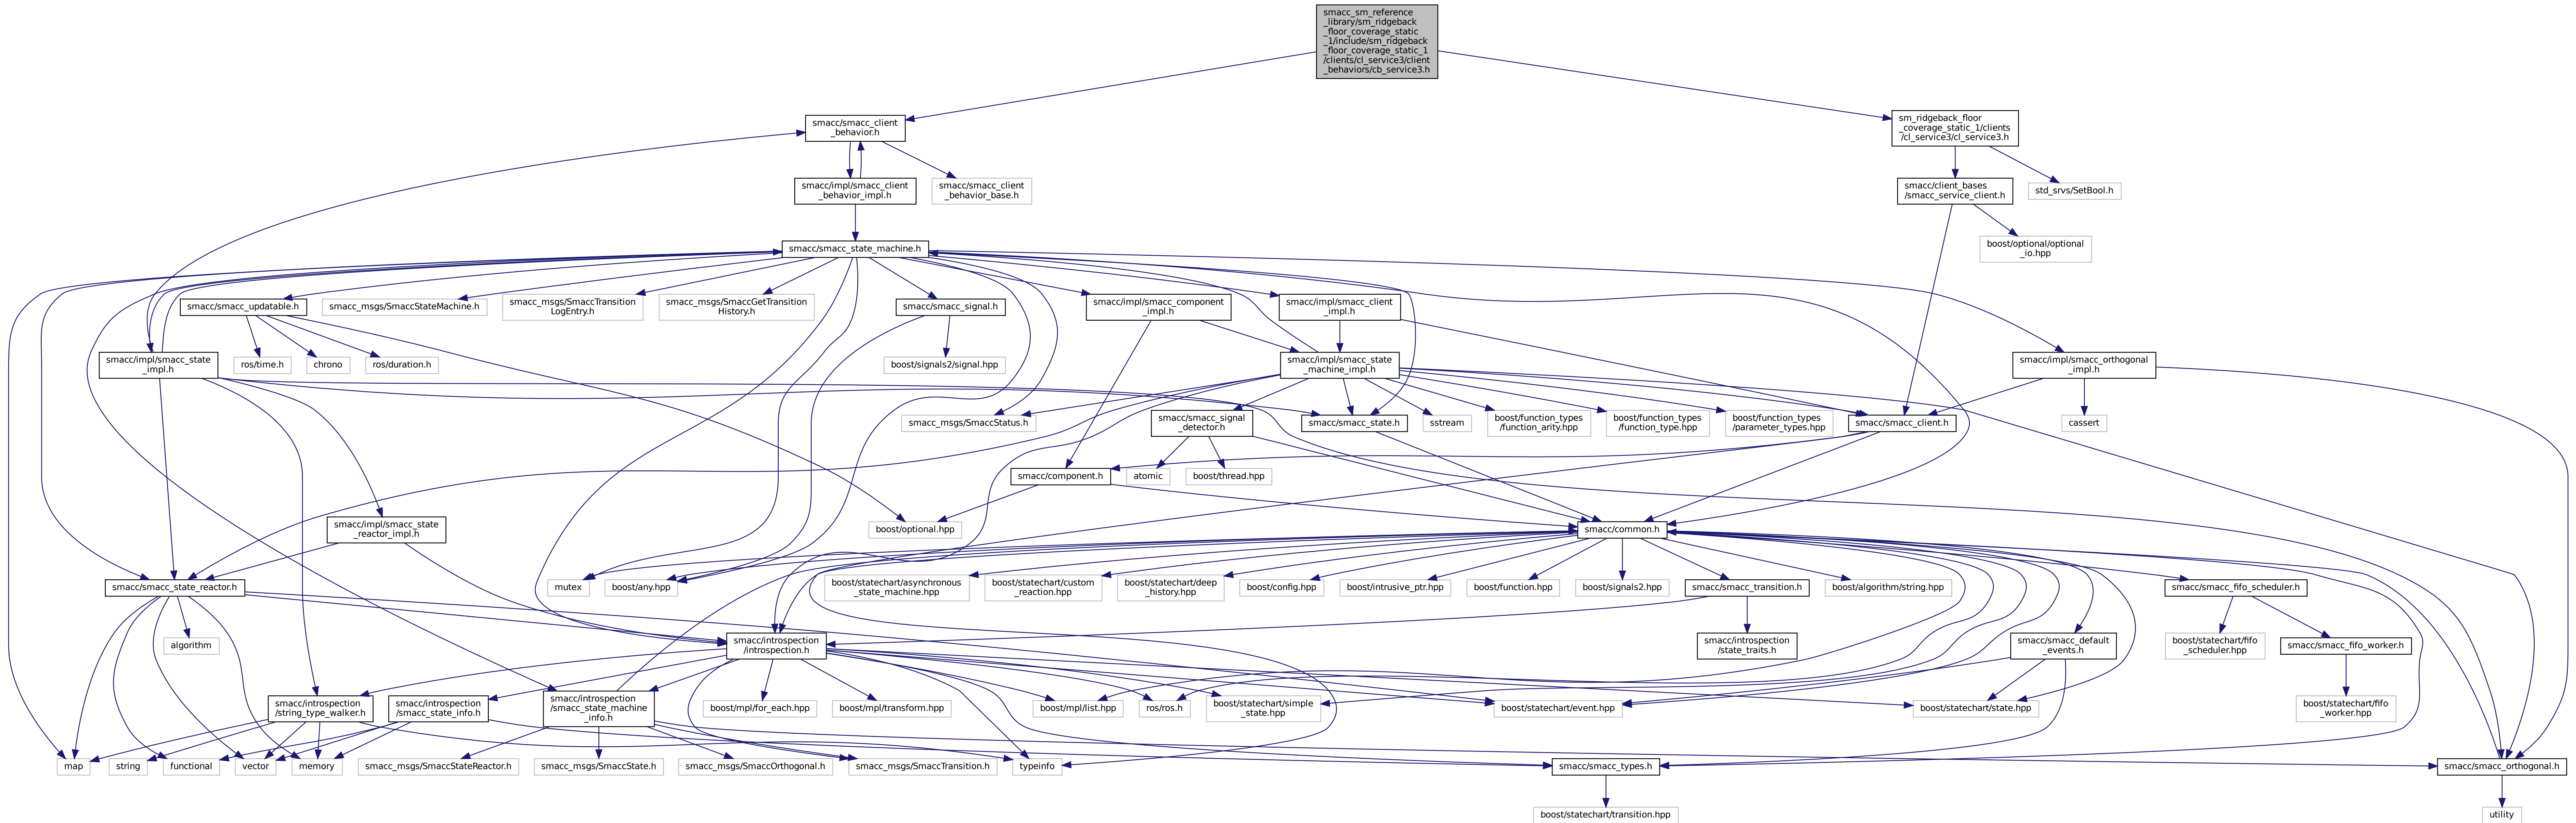 smacc_sm_reference
_library/sm_ridgeback
_floor_coverage_static
_1/include/sm_ridgeback
_floor_coverage_static_1
/clients/cl_service3/client
_behaviors/cb_service3.h
smacc/smacc_client
_behavior.h
sm_ridgeback_floor
_coverage_static_1/clients
/cl_service3/cl_service3.h
smacc/impl/smacc_client
_behavior_impl.h
smacc/smacc_client
_behavior_base.h
smacc/client_bases
/smacc_service_client.h
std_srvs/SetBool.h
smacc/smacc_state_machine.h
boost/optional/optional
_io.hpp
smacc/smacc_updatable.h
smacc_msgs/SmaccStateMachine.h
smacc_msgs/SmaccTransition
LogEntry.h
smacc_msgs/SmaccGetTransition
History.h
smacc/smacc_signal.h
smacc/impl/smacc_component
_impl.h
smacc/impl/smacc_client
_impl.h
smacc/impl/smacc_state
_impl.h
ros/time.h
chrono
ros/duration.h
boost/signals2/signal.hpp
smacc/impl/smacc_state
_machine_impl.h
smacc/impl/smacc_orthogonal
_impl.h
smacc_msgs/SmaccStatus.h
smacc/smacc_signal
_detector.h
smacc/smacc_state.h
sstream
boost/function_types
/function_arity.hpp
boost/function_types
/function_type.hpp
boost/function_types
/parameter_types.hpp
smacc/smacc_client.h
cassert
smacc/component.h
atomic
boost/thread.hpp
smacc/impl/smacc_state
_reactor_impl.h
boost/optional.hpp
smacc/common.h
smacc/smacc_state_reactor.h
mutex
boost/any.hpp
boost/statechart/asynchronous
_state_machine.hpp
boost/statechart/custom
_reaction.hpp
boost/statechart/deep
_history.hpp
boost/config.hpp
boost/intrusive_ptr.hpp
boost/function.hpp
boost/signals2.hpp
smacc/smacc_transition.h
boost/algorithm/string.hpp
smacc/smacc_fifo_scheduler.h
algorithm
smacc/introspection
/introspection.h
smacc/introspection
/state_traits.h
smacc/smacc_default
_events.h
boost/statechart/fifo
_scheduler.hpp
smacc/smacc_fifo_worker.h
smacc/introspection
/string_type_walker.h
smacc/introspection
/smacc_state_info.h
smacc/introspection
/smacc_state_machine
_info.h
boost/mpl/for_each.hpp
boost/mpl/transform.hpp
boost/mpl/list.hpp
ros/ros.h
boost/statechart/simple
_state.hpp
boost/statechart/event.hpp
boost/statechart/state.hpp
boost/statechart/fifo
_worker.hpp
map
string
functional
vector
memory
smacc_msgs/SmaccStateReactor.h
smacc_msgs/SmaccState.h
smacc_msgs/SmaccOrthogonal.h
smacc_msgs/SmaccTransition.h
typeinfo
smacc/smacc_types.h
smacc/smacc_orthogonal.h
boost/statechart/transition.hpp
utility